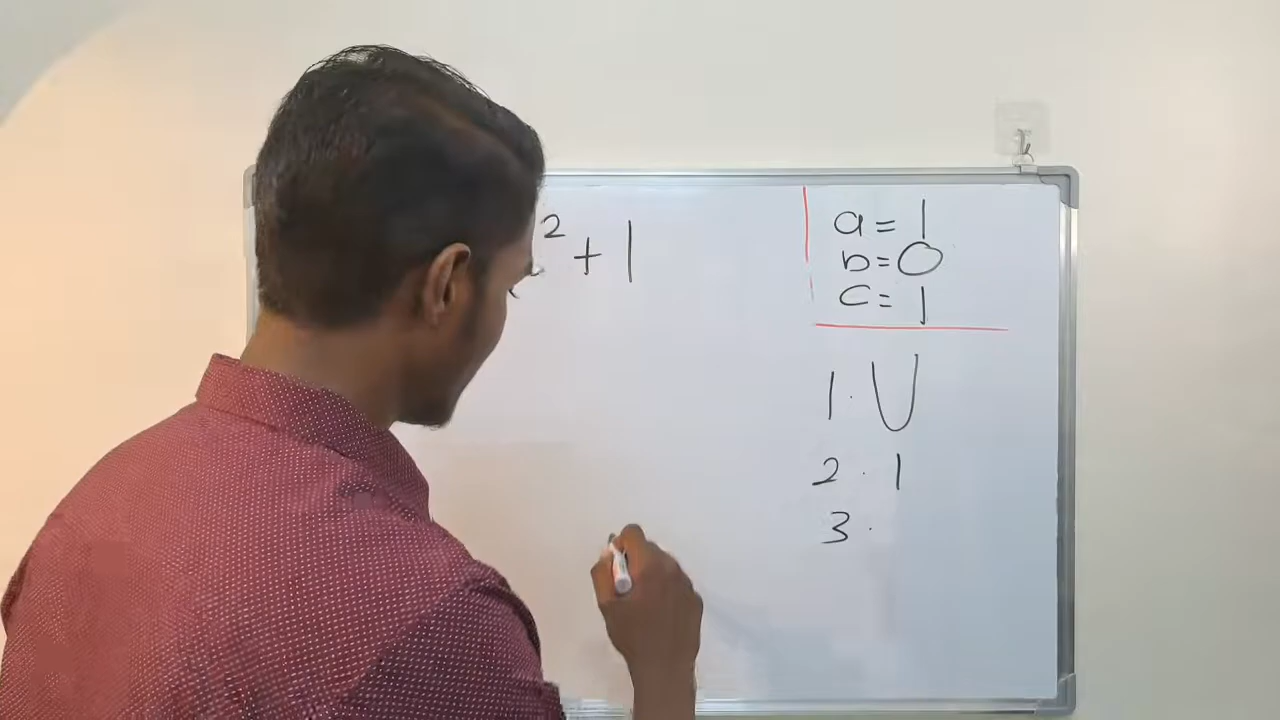 ² + 1
a = 1
b = 0
c = 1
1. U
2. 1
3.